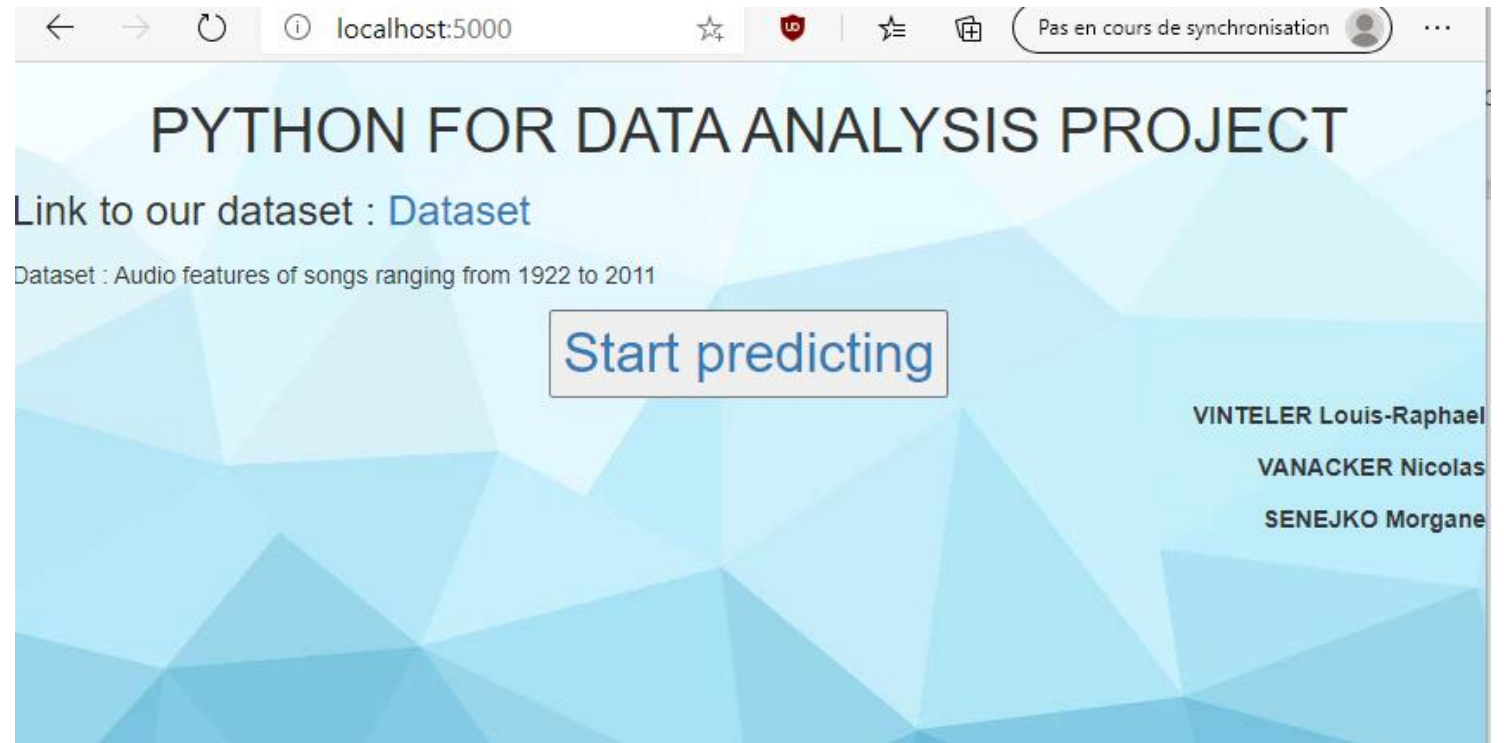 localhost:5000
Pas en cours de synchronisation
PYTHON FOR DATA ANALYSIS PROJECT
Link to our dataset : Dataset
Dataset : Audio features of songs ranging from 1922 to 2011
Start predicting
VINTELER Louis-Raphael
VANACKER Nicolas
SENEJKO Morgane